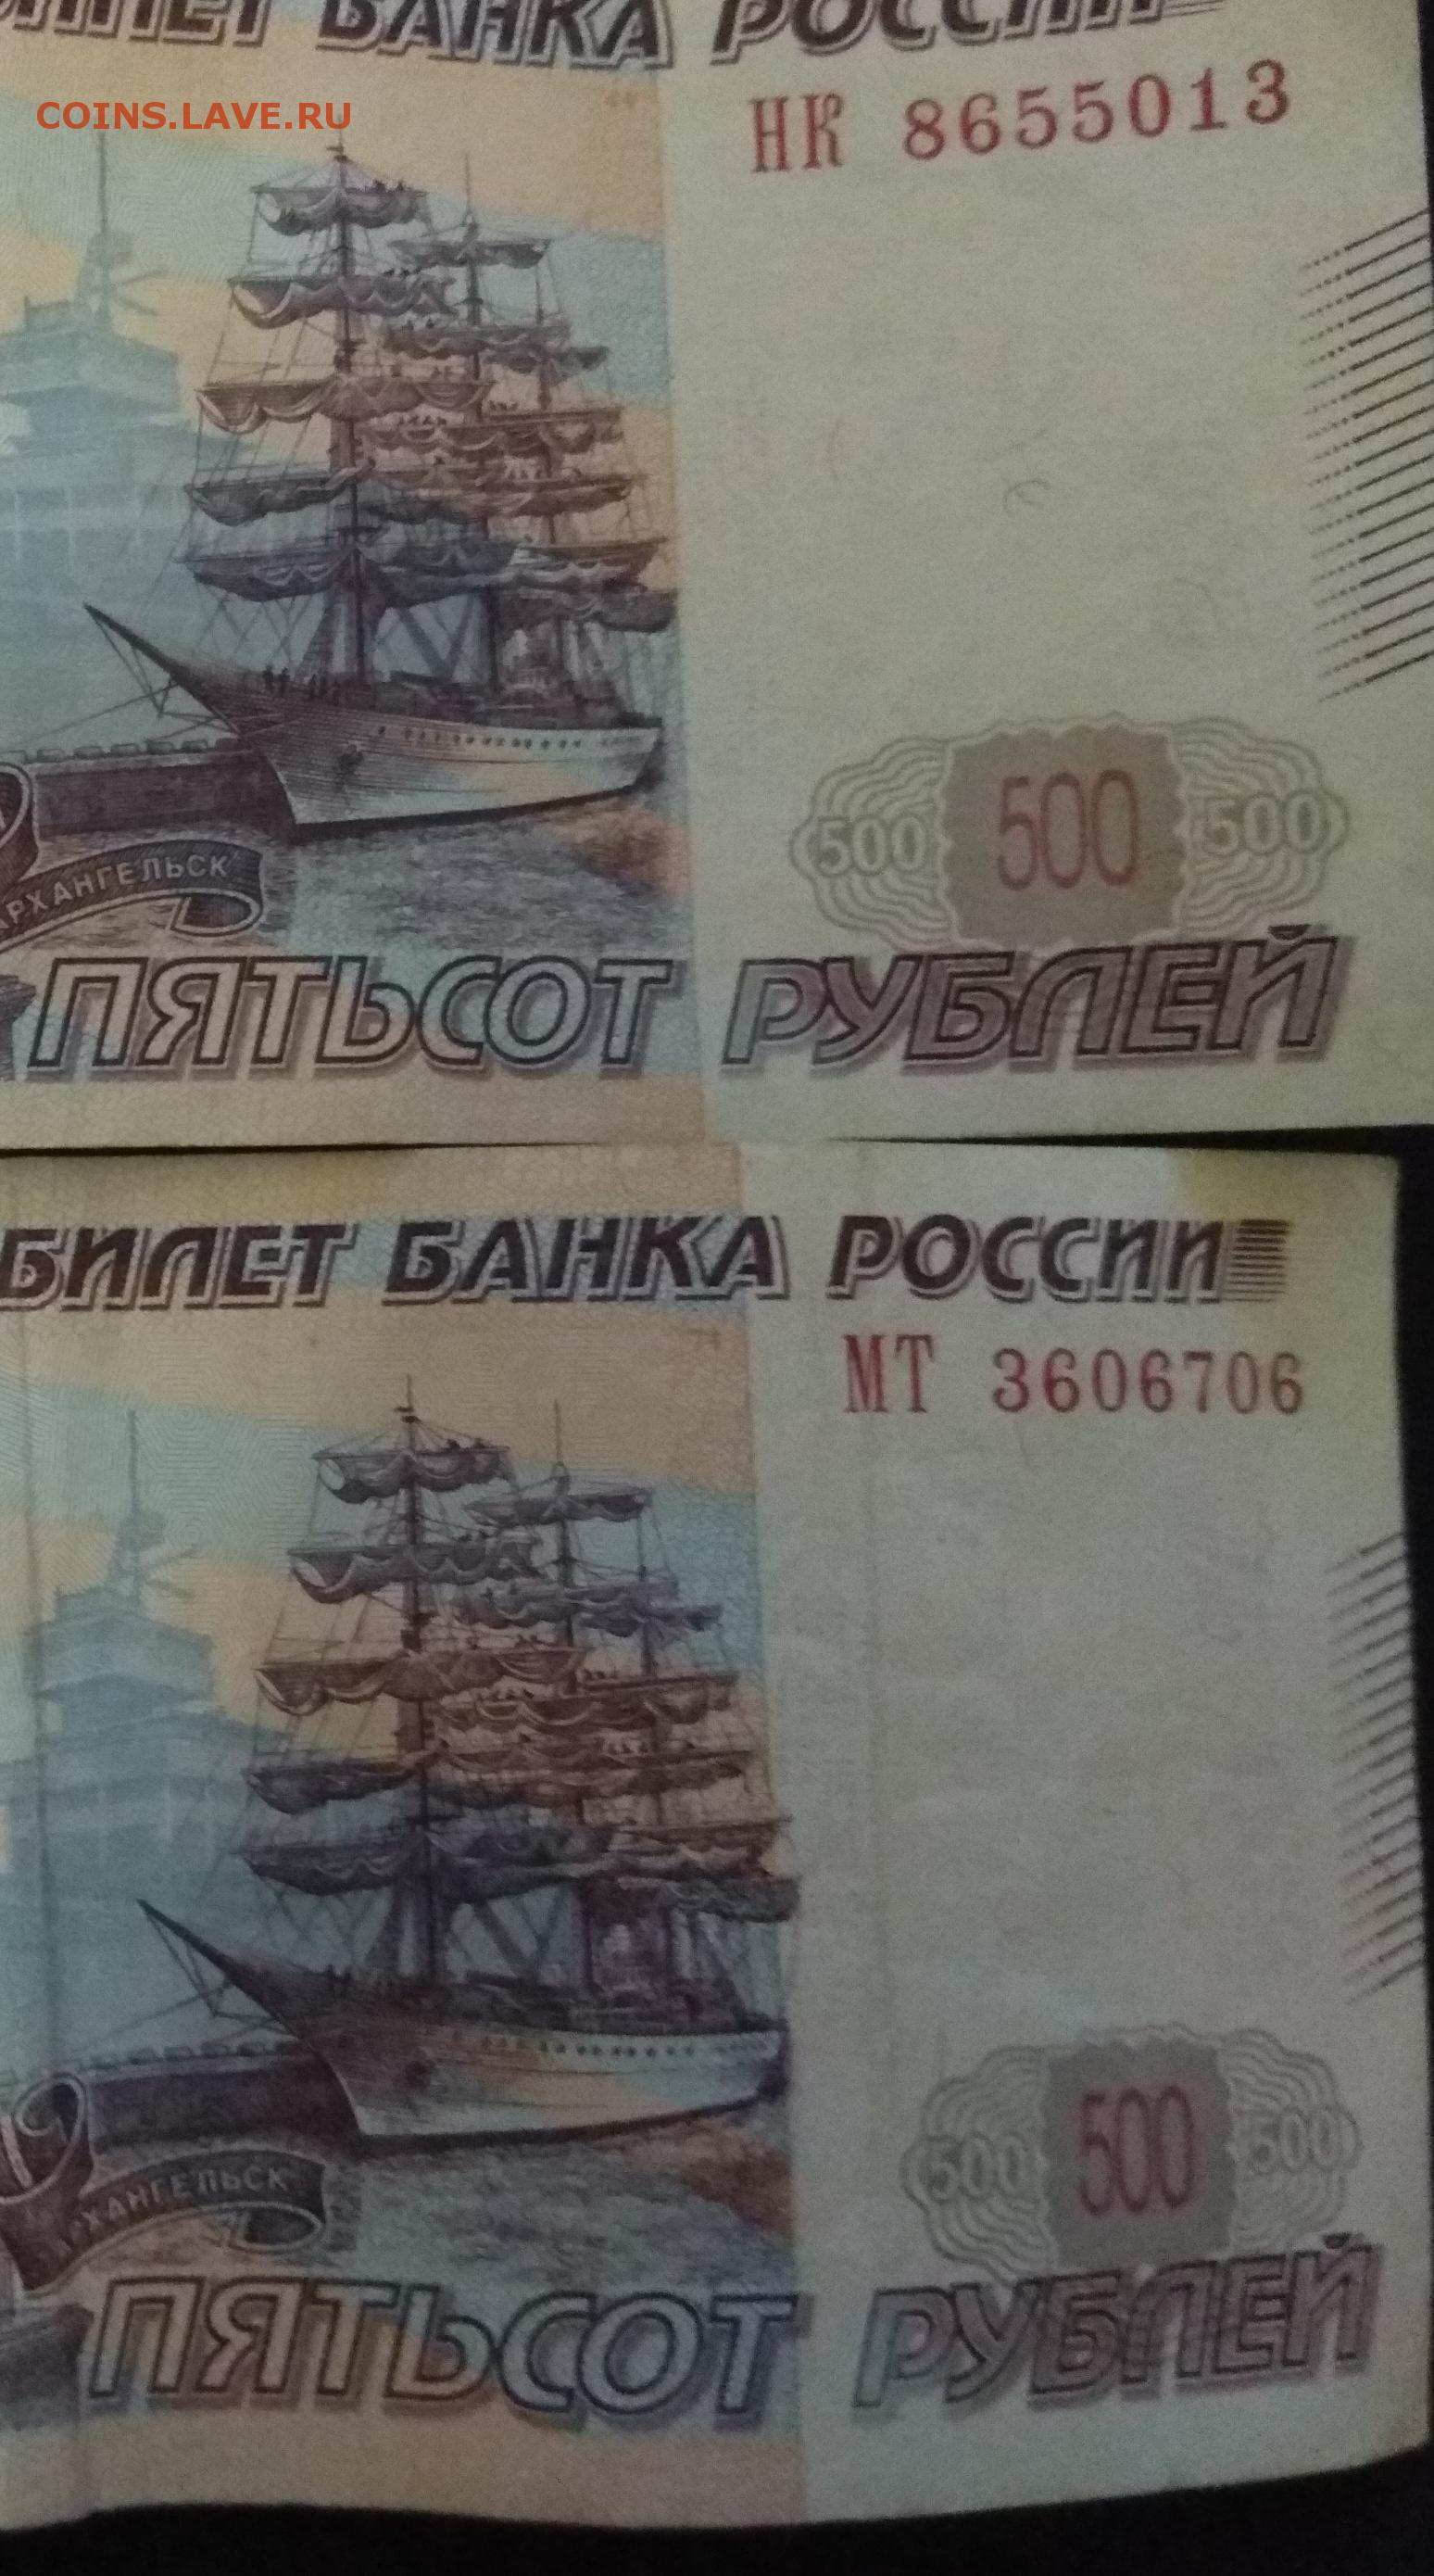 БИЛЕТ БАНКА РОССИИ
COINS.LAVE.RU
НК 8655013
500 500 500
АРХАНГЕЛЬСК
ПЯТЬСОТ РУБЛЕЙ
БИЛЕТ БАНКА РОССИИ
МТ 3606706
500 500 500
АРХАНГЕЛЬСК
ПЯТЬСОТ РУБЛЕЙ